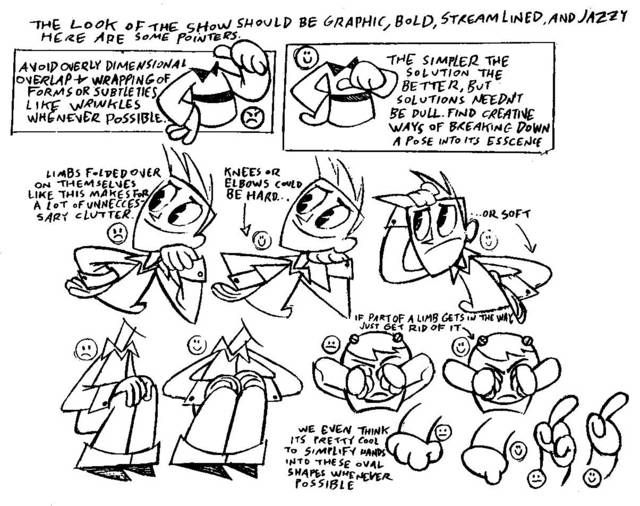 THE LOOK OF THE SHOW SHOULD BE GRAPHIC, BOLD, STREAMLINED, AND JAZZY
HERE ARE SOME POINTERS.
AVOID OVERLY DIMENSIONAL
OVERLAP + WRAPPING OF
FORMS OR SUBTLETIES
LIKE WRINKLES
WHENEVER POSSIBLE.
THE SIMPLER THE
SOLUTION THE
BETTER, BUT
SOLUTIONS NEEDN'T
BE DULL. FIND CREATIVE
WAYS OF BREAKING DOWN
A POSE INTO ITS ESSCENCE
LIMBS FOLDED OVER
ON THEMSELVES
LIKE THIS MAKES FOR
A LOT OF UNNECCES-
SARY CLUTTER.
KNEES OR
ELBOWS COULD
BE HARD...
...OR SOFT
IF PART OF A LIMB GETS IN THE WAY
JUST GET RID OF IT
WE EVEN THINK
ITS PRETTY COOL
TO SIMPLIFY HANDS
INTO THESE OVAL
SHAPES WHENEVER
POSSIBLE